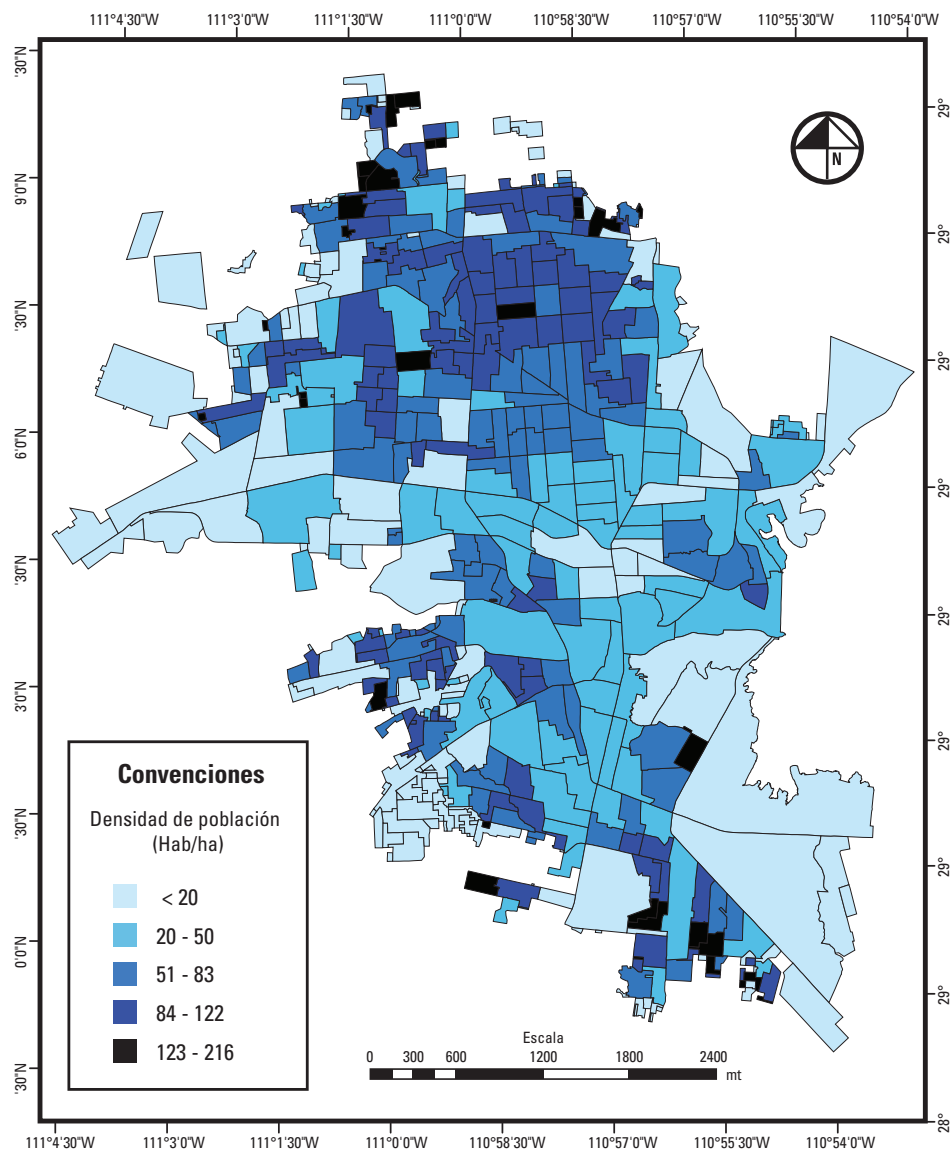 111°4'30"W 111°3'0"W 111°1'30"W 111°0'0"W 110°58'30"W 110°57'0"W 110°55'30"W 110°54'0"W
'30"N
9'0"N
'30"N
6'0"N
'30"N
3'0"N
'30"N
0'0"N
'30"N
29°
29°
29°
29°
29°
29°
29°
29°
28°
N
Convenciones
Densidad de población
(Hab/ha)
< 20
20 - 50
51 - 83
84 - 122
123 - 216
Escala
0 300 600 1200 1800 2400
mt
111°4'30"W 111°3'0"W 111°1'30"W 111°0'0"W 110°58'30"W 110°57'0"W 110°55'30"W 110°54'0"W